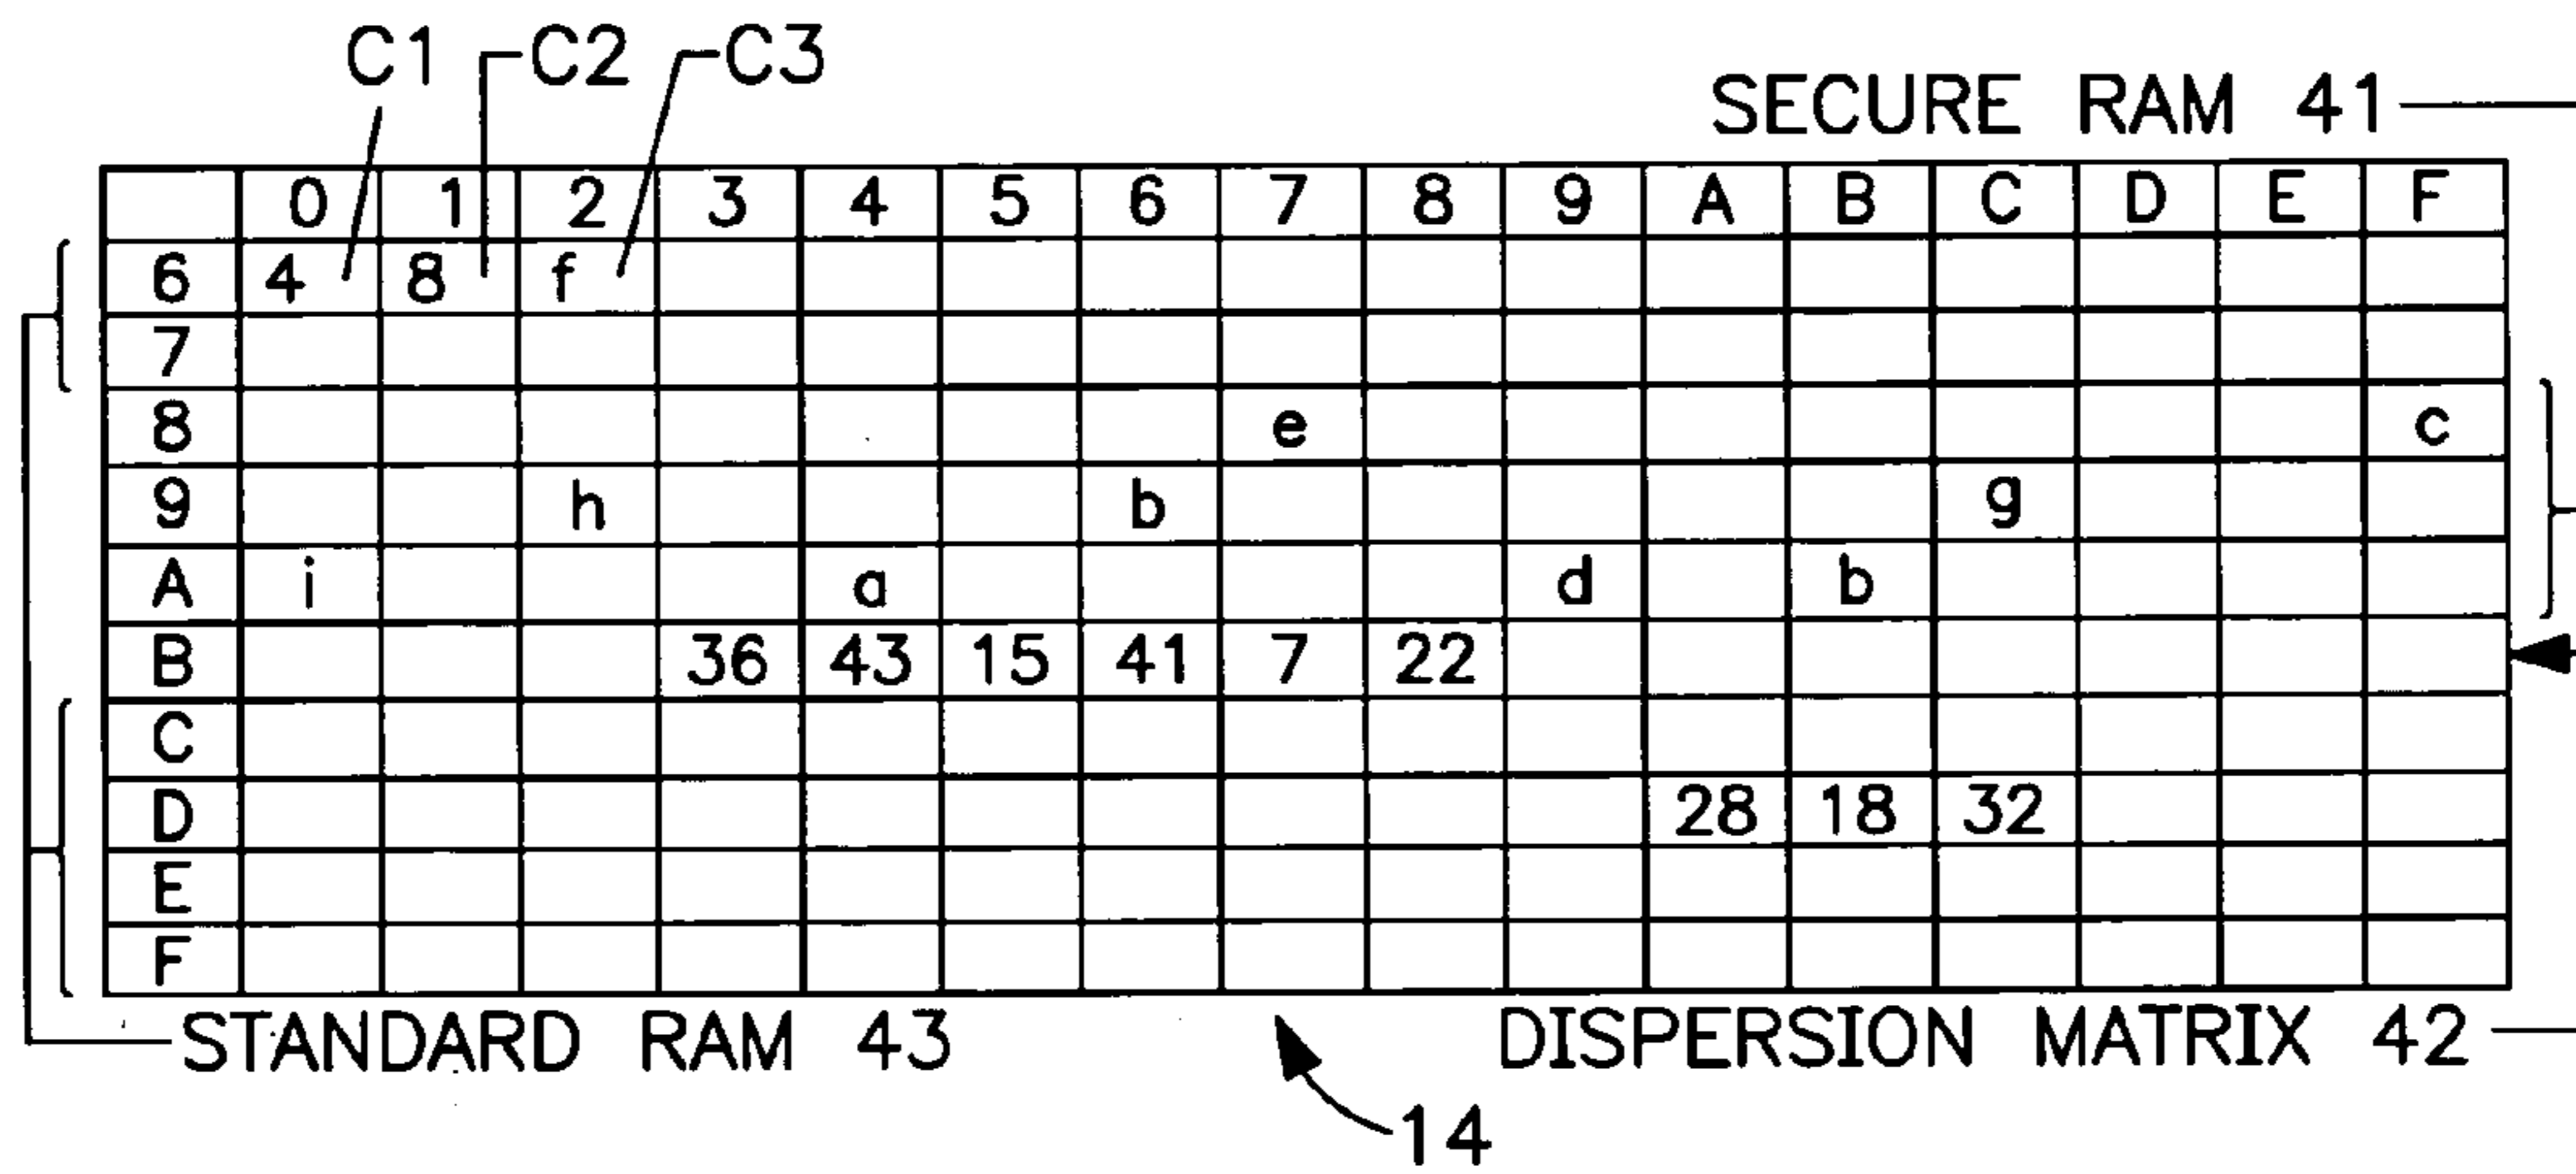 C1 C2 C3
SECURE RAM 41
0 1 2 3 4 5 6 7 8 9 A B C D E F
6 4 8 f
7
8 e c
9 h b g
A i a d b
B 36 43 15 41 7 22
C
D 28 18 32
E
F
STANDARD RAM 43 DISPERSION MATRIX 42
14